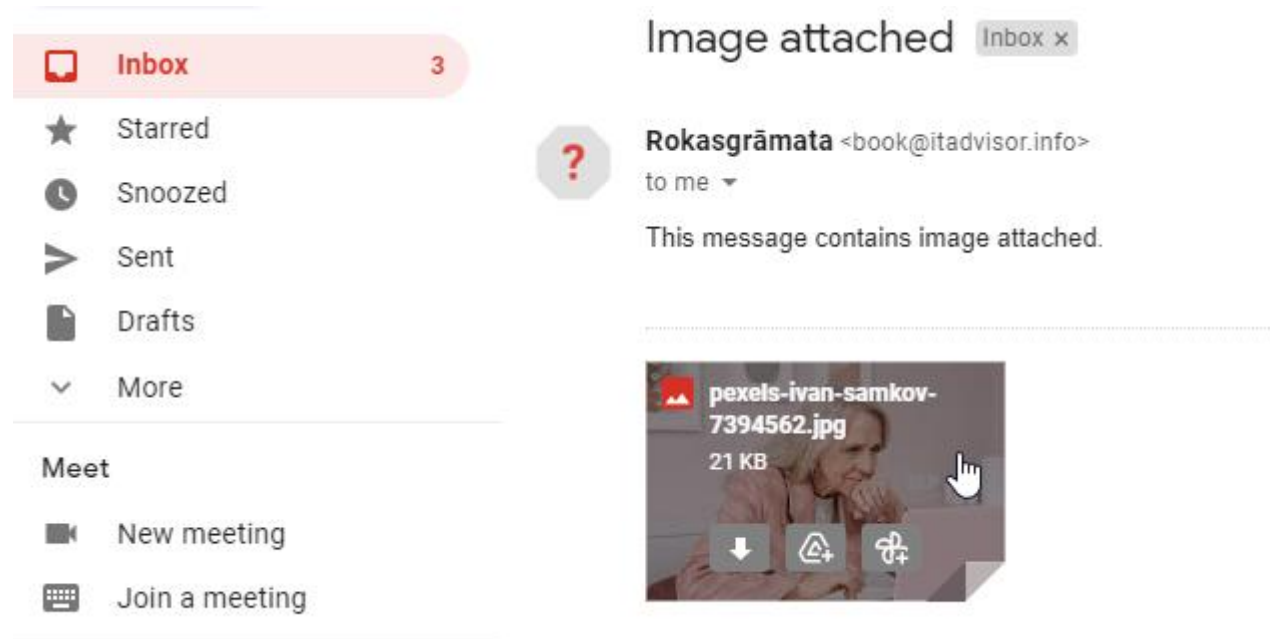 Inbox 3
Starred
Snoozed
Sent
Drafts
More
Meet
New meeting
Join a meeting
Image attached Inbox x
?
Rokasgrāmata <book@itadvisor.info>
to me
This message contains image attached.
pexels-ivan-samkov-
7394562.jpg
21 KB